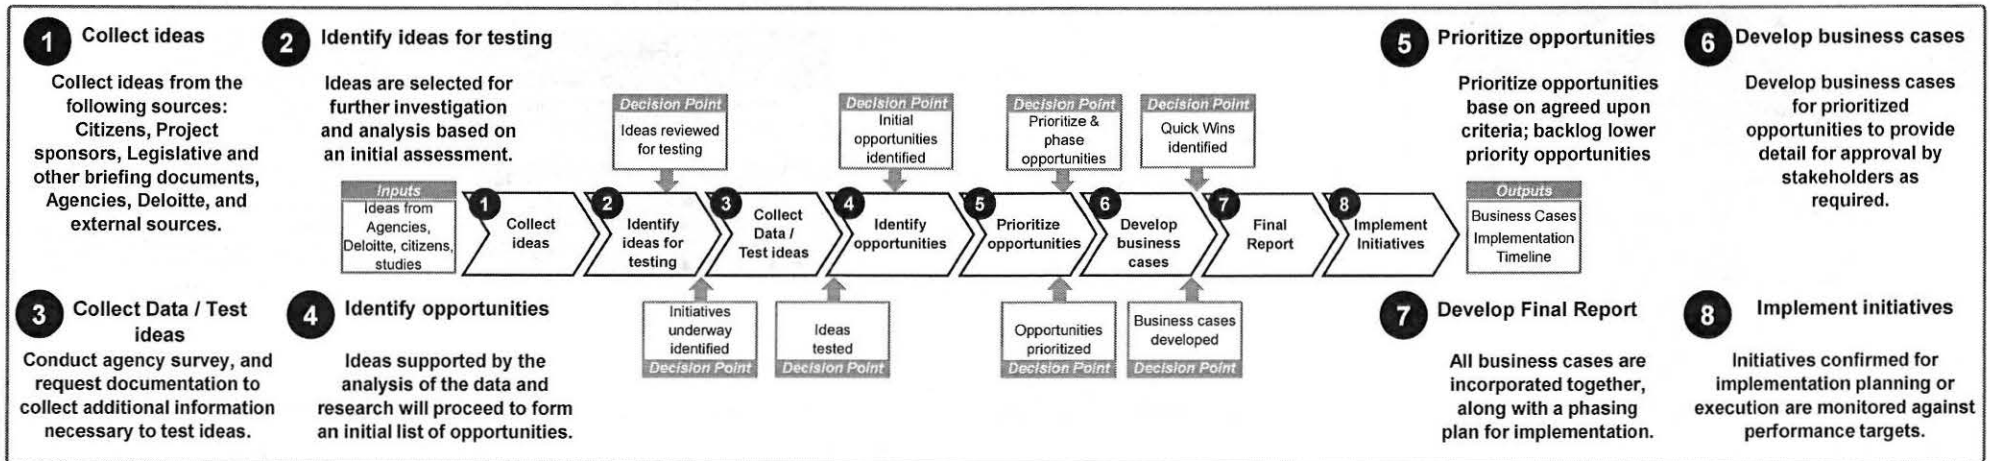 1 Collect ideas
Collect ideas from the
following sources:
Citizens, Project
sponsors, Legislative and
other briefing documents,
Agencies, Deloitte, and
external sources.
2 Identify ideas for testing
Ideas are selected for
further investigation
and analysis based on
an initial assessment.
Decision Point
Ideas reviewed
for testing
Decision Point
Initial
opportunities
identified
Decision Point
Prioritize &
phase
opportunities
Decision Point
Quick Wins
identified
5 Prioritize opportunities
Prioritize opportunities
base on agreed upon
criteria; backlog lower
priority opportunities
6 Develop business cases
Develop business cases
for prioritized
opportunities to provide
detail for approval by
stakeholders as
required.
Inputs
Ideas from
Agencies,
Deloitte, citizens,
studies
1
Collect
ideas
2
Identify
ideas for
testing
3
Collect
Data /
Test ideas
4
Identify
opportunities
5
Prioritize
opportunities
6
Develop
business
cases
7
Final
Report
8
Implement
Initiatives
Outputs
Business Cases
Implementation
Timeline
3 Collect Data / Test
ideas
Conduct agency survey, and
request documentation to
collect additional information
necessary to test ideas.
4 Identify opportunities
Ideas supported by the
analysis of the data and
research will proceed to form
an initial list of opportunities.
Initiatives
underway
identified
Decision Point
Ideas
tested
Decision Point
Opportunities
prioritized
Decision Point
Business cases
developed
Decision Point
7 Develop Final Report
All business cases are
incorporated together,
along with a phasing
plan for implementation.
8 Implement initiatives
Initiatives confirmed for
implementation planning or
execution are monitored against
performance targets.